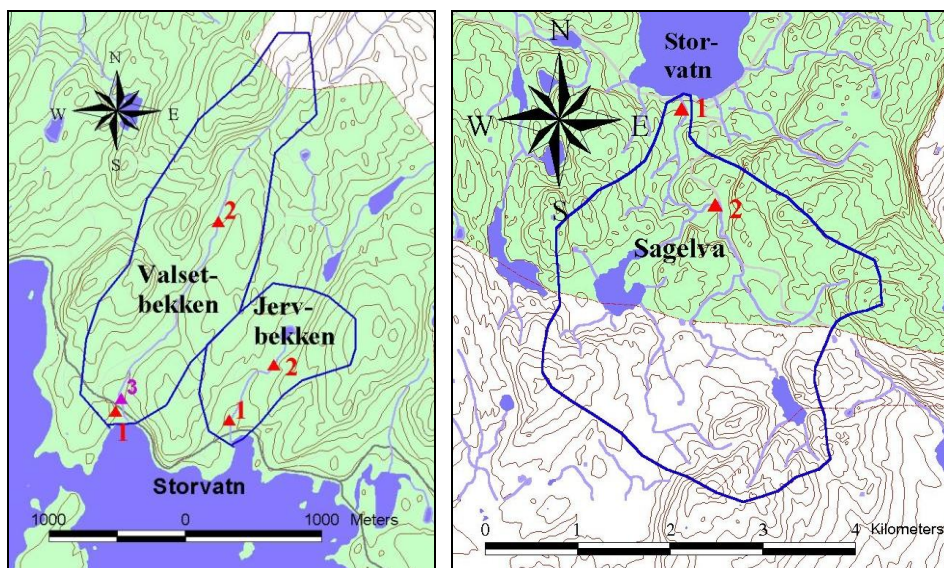 N
W E
S
2
Valset-
bekken
Jerv-
bekken
2
3
1
1
Storvatn
1000 0 1000 Meters
N
W E
S
Stor-
vatn
1
2
Sagelva
0 1 2 3 4 Kilometers